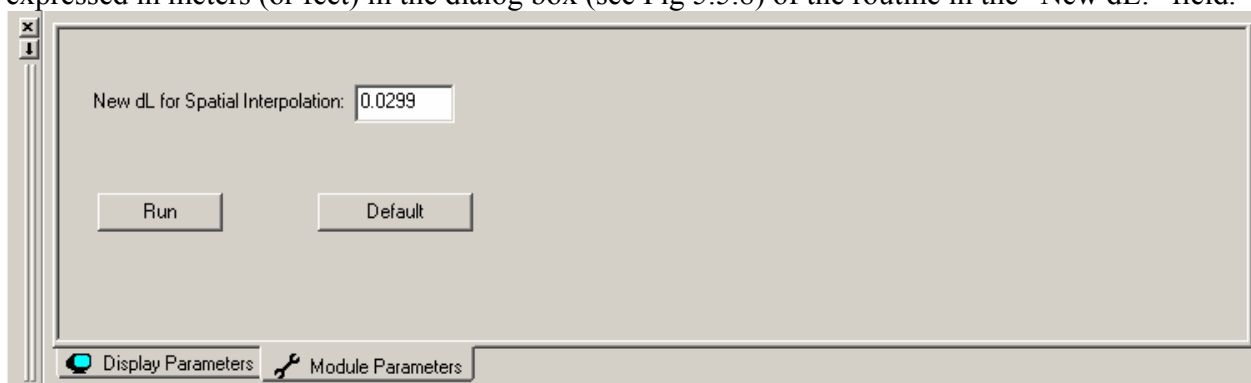 expressed in meters (or feet) in the dialog box (see Fig 5.5.8) of the routine in the “New dL:” field.
New dL for Spatial Interpolation: 0.0299
Run Default
Display Parameters Module Parameters